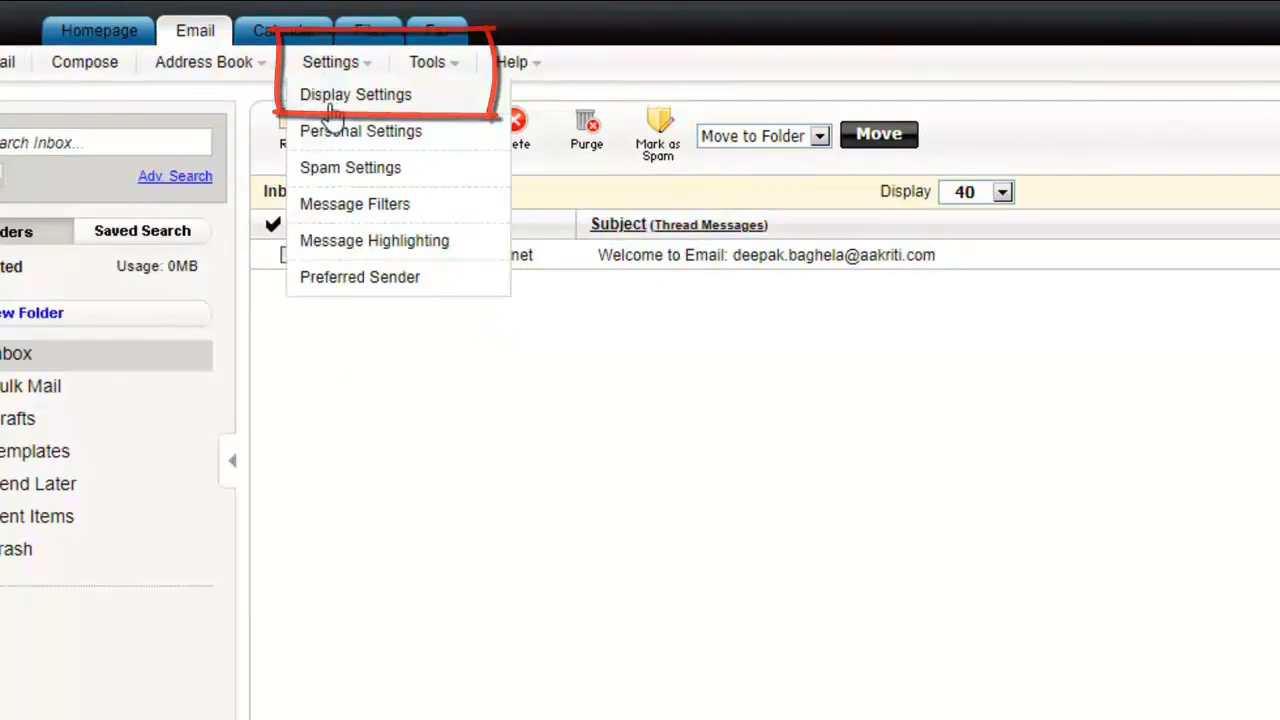 Homepage
Email
ail
Compose
Address Book
Settings
Tools
Help
Display Settings
Personal Settings
Spam Settings
Message Filters
Message Highlighting
Preferred Sender
arch Inbox...
Adv. Search
ders
Saved Search
ted
Usage: 0MB
ew Folder
nbox
ulk Mail
rafts
emplates
end Later
ent Items
rash
R
ete
Purge
Mark as
Spam
Move to Folder
Move
Inb
Display
40
Subject (Thread Messages)
net
Welcome to Email: deepak.baghela@aakriti.com